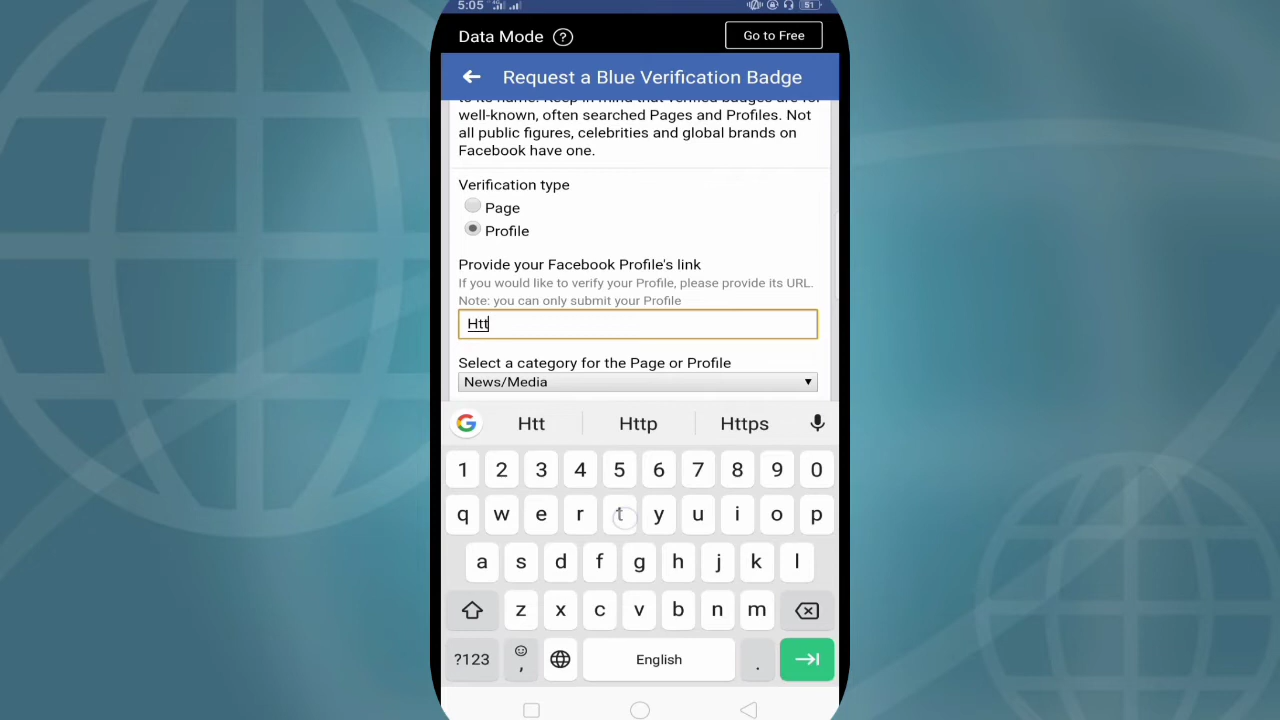 5:05 4G 51
Data Mode ? Go to Free
Request a Blue Verification Badge
well-known, often searched Pages and Profiles. Not
all public figures, celebrities and global brands on
Facebook have one.
Verification type
Page
Profile
Provide your Facebook Profile's link
If you would like to verify your Profile, please provide its URL.
Note: you can only submit your Profile
Htt
Select a category for the Page or Profile
News/Media
G Htt Http Https
1 2 3 4 5 6 7 8 9 0
q w e r t y u i o p
a s d f g h j k l
z x c v b n m
?123 , English .